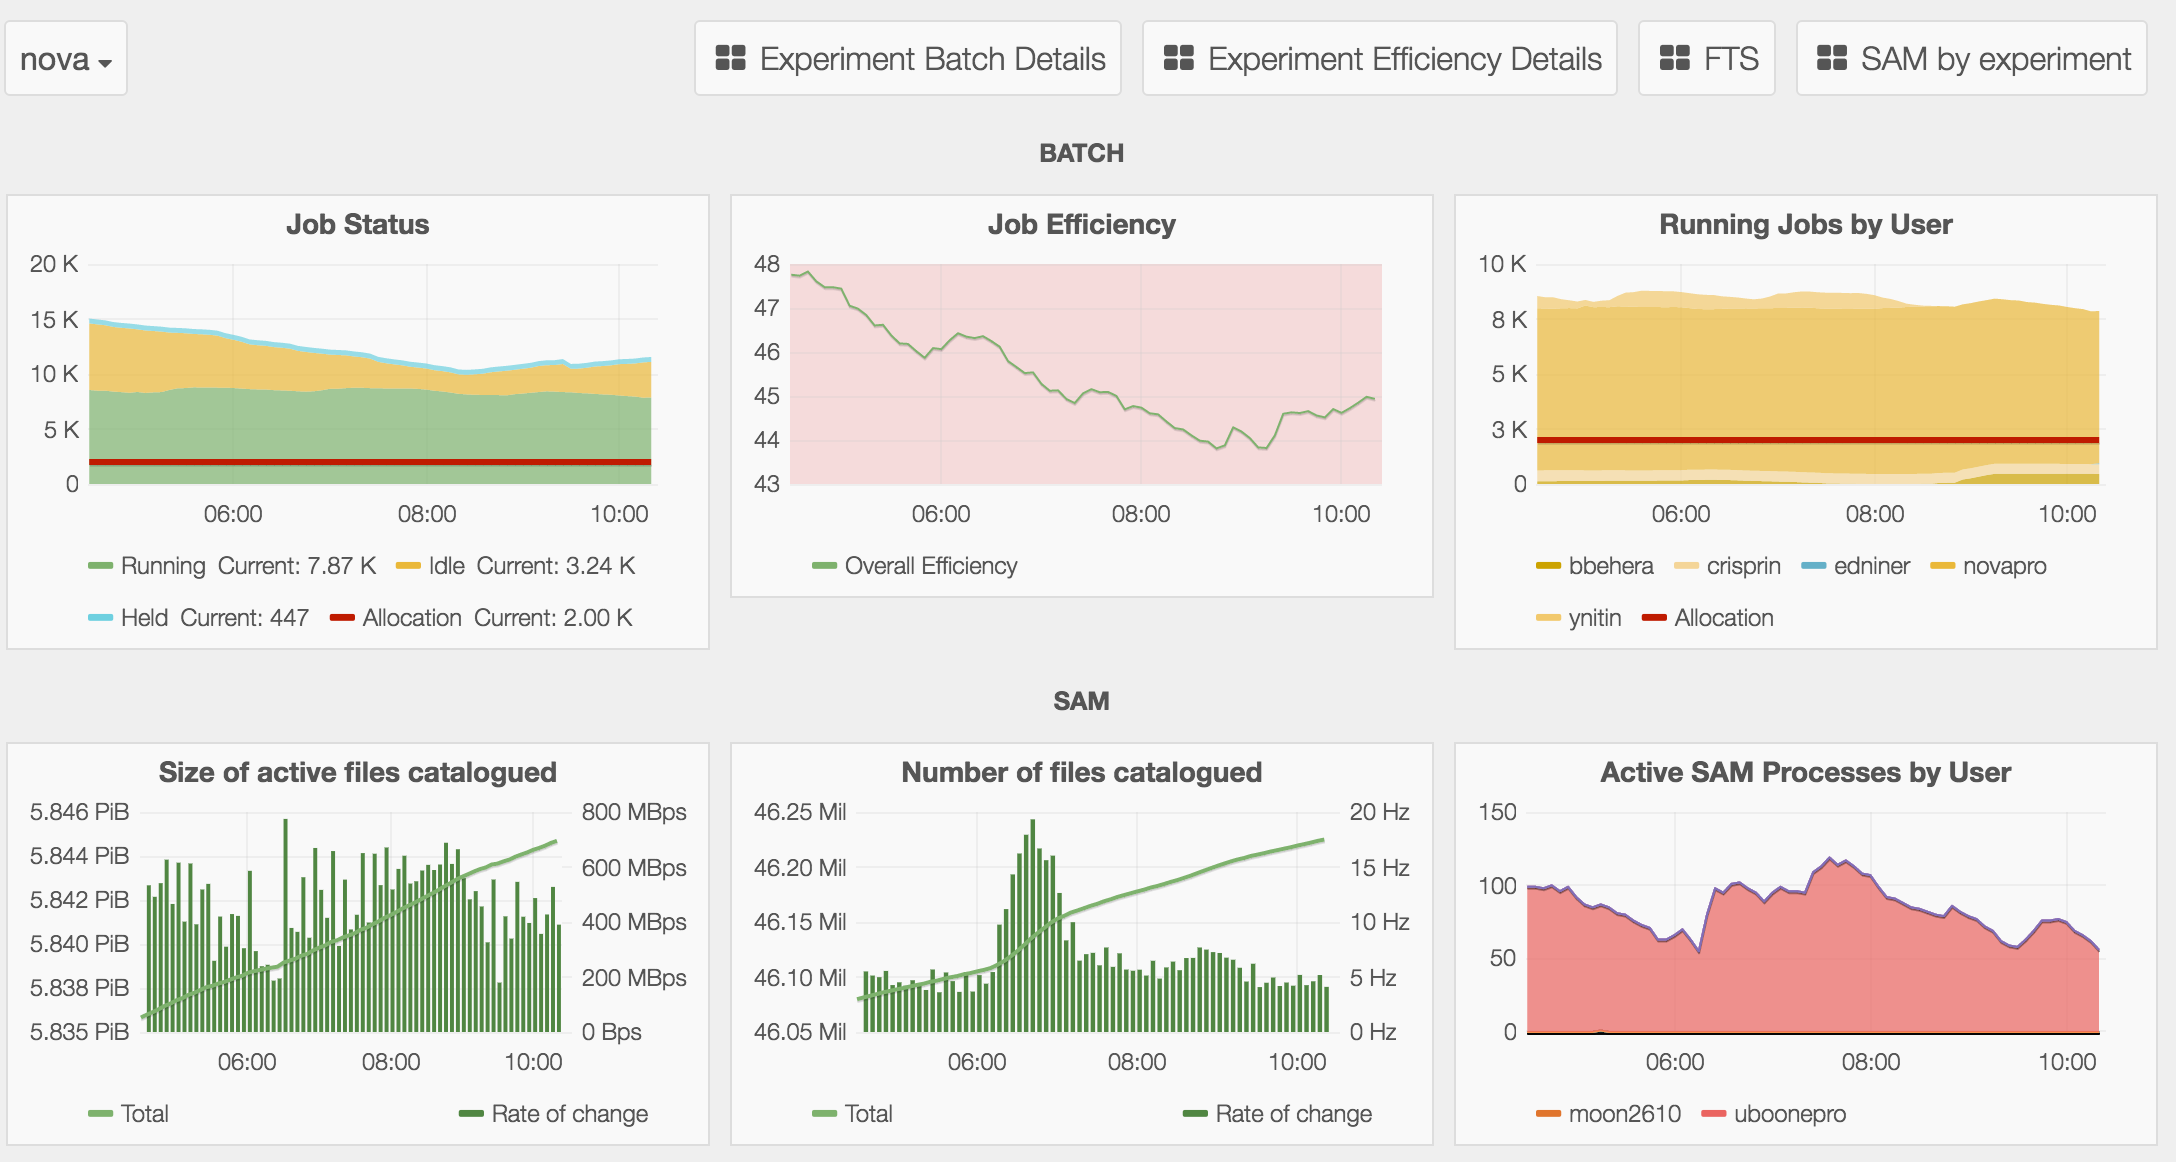 nova
Experiment Batch Details
Experiment Efficiency Details
FTS
SAM by experiment
BATCH
Job Status
20 K
15 K
10 K
5 K
0
06:00 08:00 10:00
Running Current: 7.87 K Idle Current: 3.24 K
Held Current: 447 Allocation Current: 2.00 K
Job Efficiency
48
47
46
45
44
43
06:00 08:00 10:00
Overall Efficiency
Running Jobs by User
10 K
8 K
5 K
3 K
0
06:00 08:00 10:00
bbehera crisprin edniner novapro
ynitin Allocation
SAM
Size of active files catalogued
5.846 PiB 800 MBps
5.844 PiB
600 MBps
5.842 PiB
400 MBps
5.840 PiB
200 MBps
5.838 PiB
5.835 PiB 0 Bps
06:00 08:00 10:00
Total Rate of change
Number of files catalogued
46.25 Mil 20 Hz
46.20 Mil 15 Hz
46.15 Mil 10 Hz
46.10 Mil 5 Hz
46.05 Mil 0 Hz
06:00 08:00 10:00
Total Rate of change
Active SAM Processes by User
150
100
50
0
06:00 08:00 10:00
moon2610 uboonepro